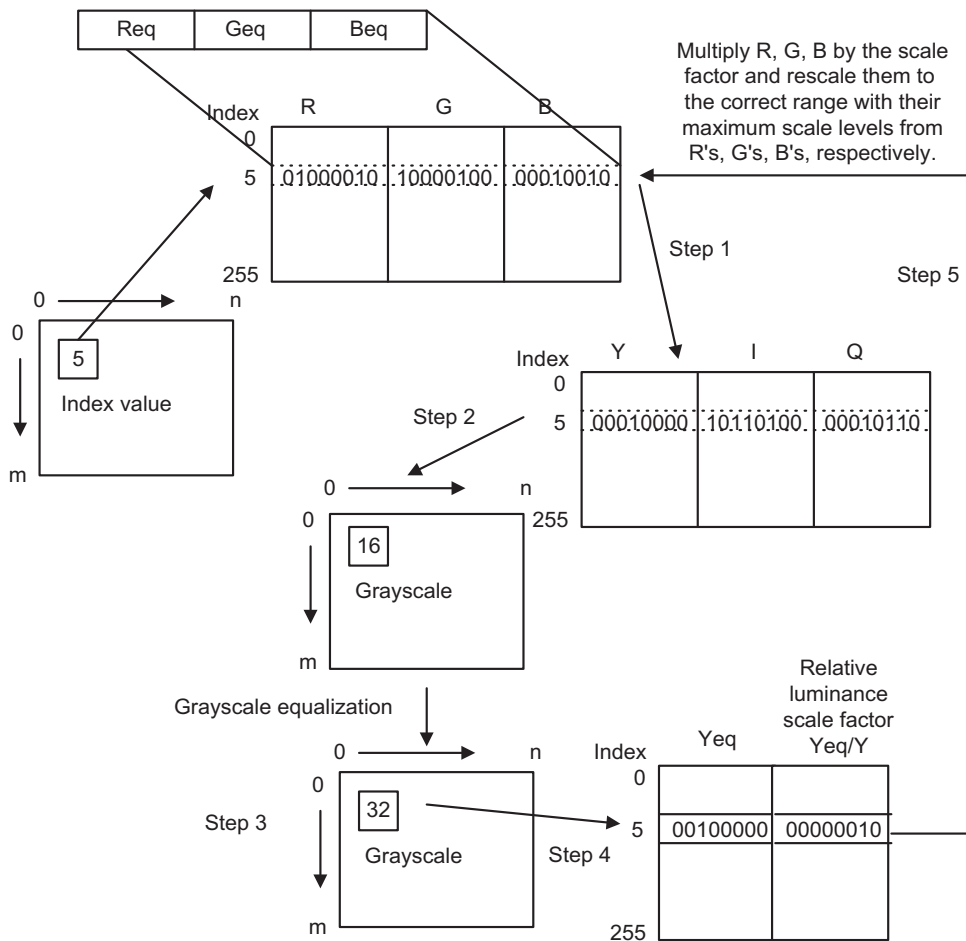 Req Geq Beq
Multiply R, G, B by the scale
factor and rescale them to
the correct range with their
maximum scale levels from
R's, G's, B's, respectively.
R G B
Index
0
5 01000010 10000100 00010010
255
Step 1
Step 5
0 n
0
5
Index value
m
Y I Q
Index
0
5 00010000 10110100 00010110
255
Step 2
0 n
0
16
Grayscale
m
Grayscale equalization
0 n
0
32
Grayscale
m
Step 3
Step 4
Relative
luminance
scale factor
Yeq/Y
Yeq
Index
0
5 00100000 00000010
255